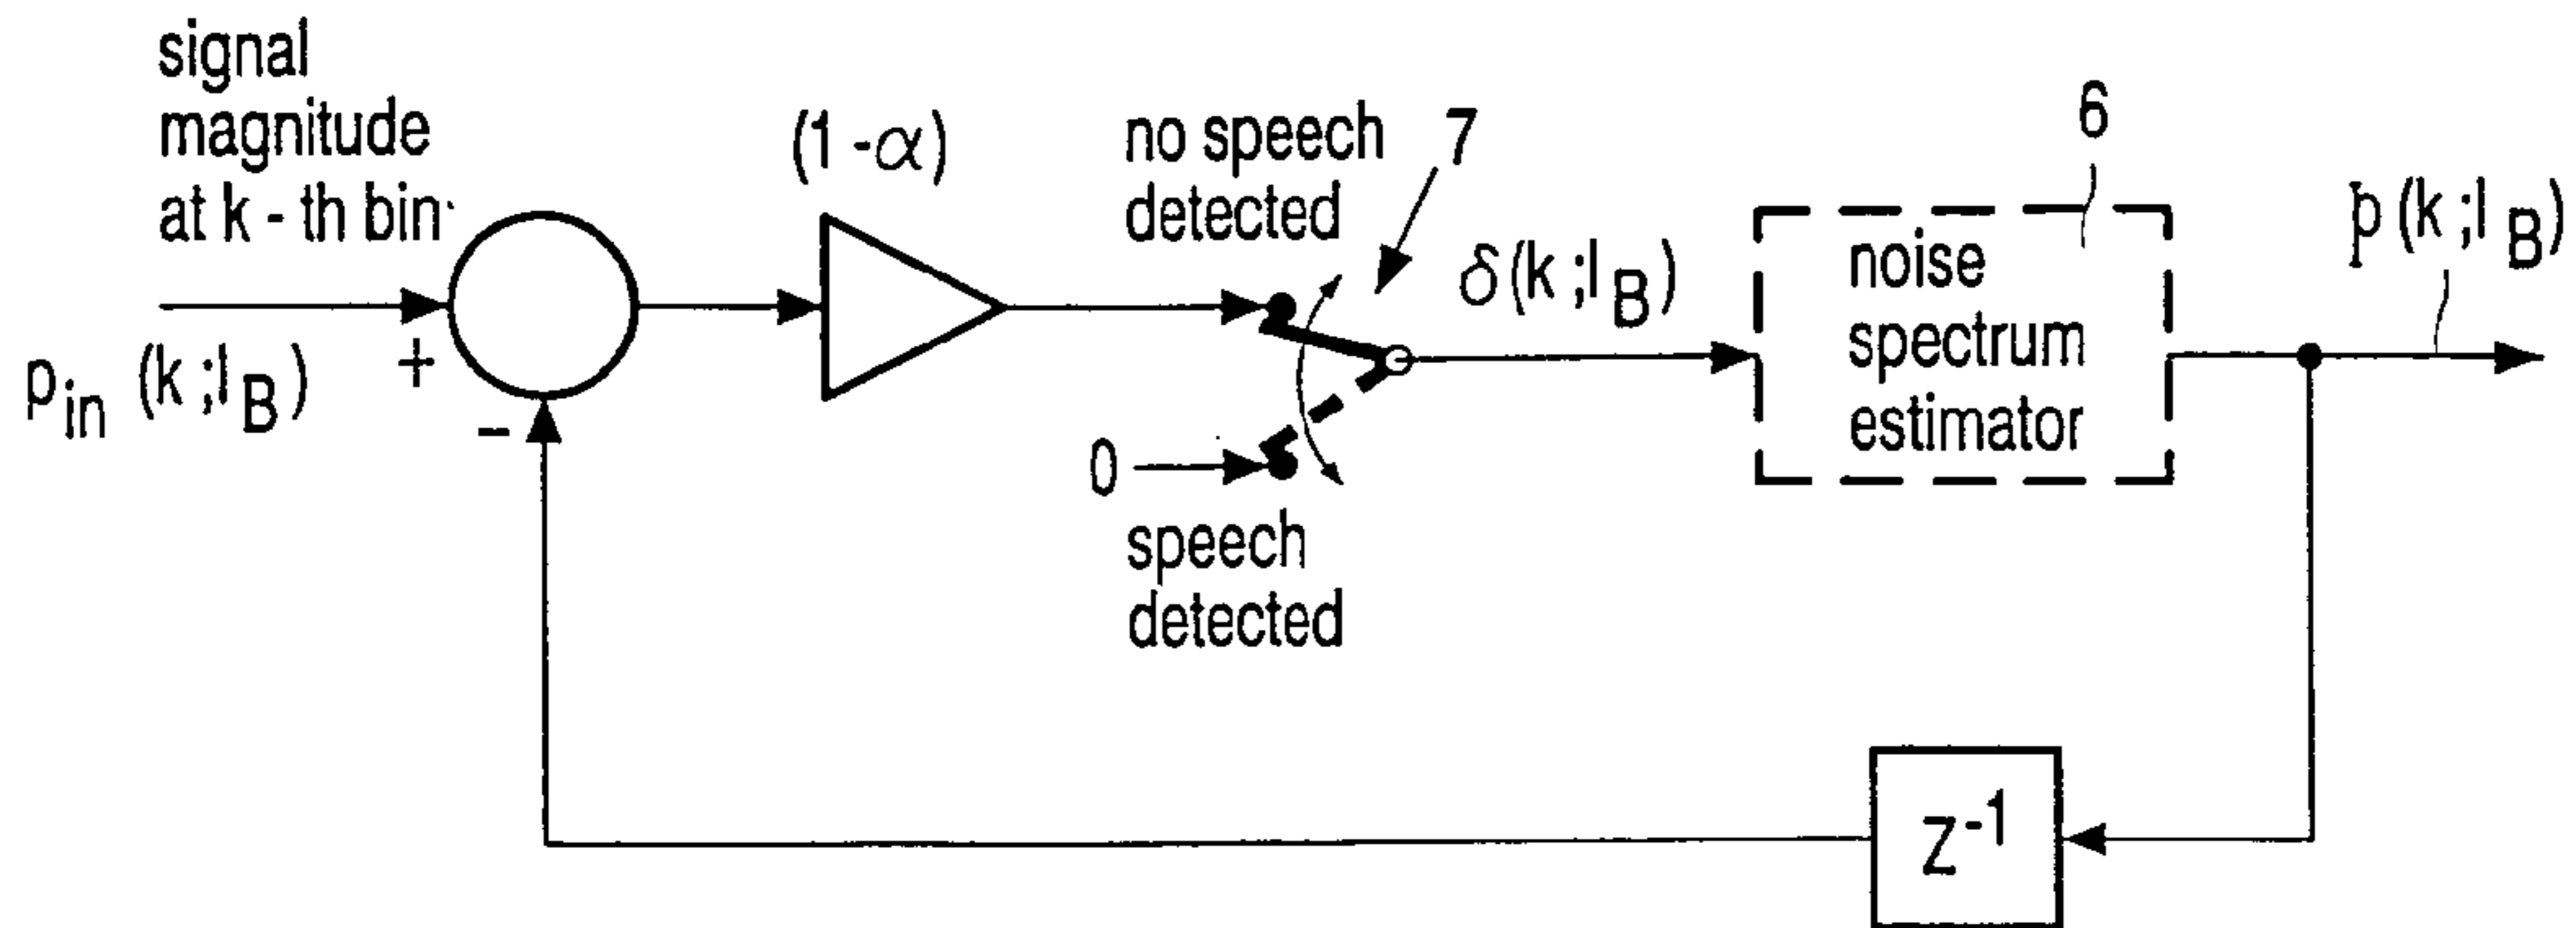 signal
magnitude
at k - th bin
(1 -α)
no speech
detected
7
6
δ(k ;l B)
noise
spectrum
estimator
p̂ (k ;l B)
p in (k ;l B)
+
-
0
speech
detected
Z-1